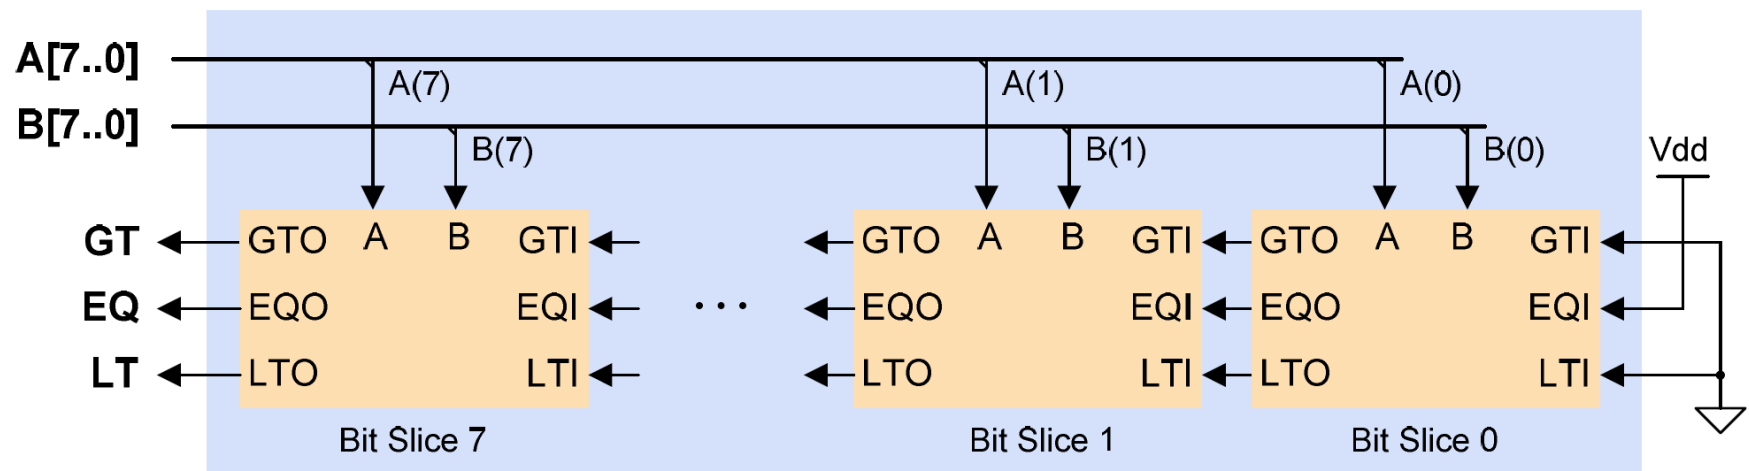 A[7..0]
A(7) A(1) A(0)
B[7..0]
B(7) B(1) B(0) Vdd
GT GTO A B GTI GTO A B GTI GTO A B GTI
EQ EQO EQI ... EQO EQI EQO EQI
LT LTO LTI LTO LTI LTO LTI
Bit Slice 7 Bit Slice 1 Bit Slice 0